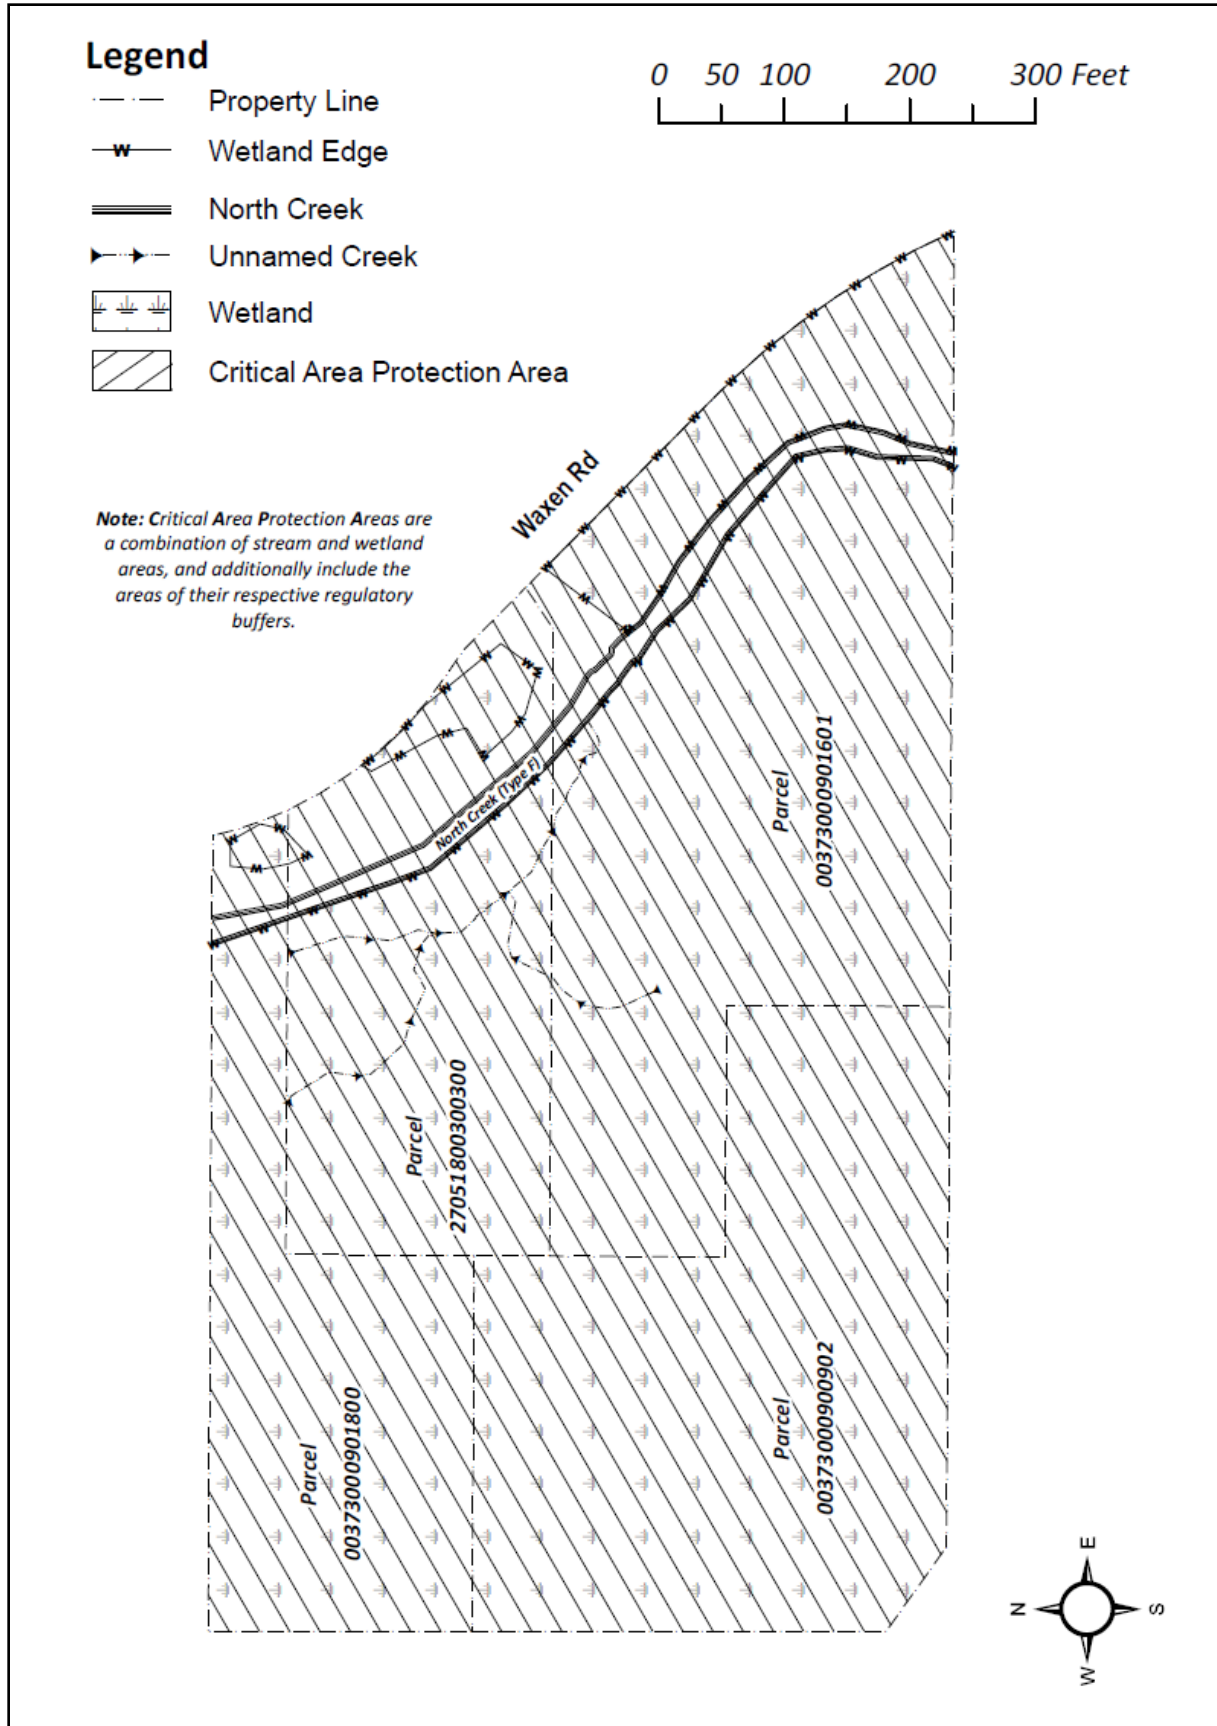 Legend
Property Line
W Wetland Edge
North Creek
Unnamed Creek
Wetland
Critical Area Protection Area
0 50 100 200 300 Feet
Note: Critical Area Protection Areas are
a combination of stream and wetland
areas, and additionally include the
areas of their respective regulatory
buffers.
Waxen Rd
North Creek (Type F)
Parcel
00373000901601
Parcel
27051800300300
Parcel
00373000901800
Parcel
00373000900902
N
E
S
W